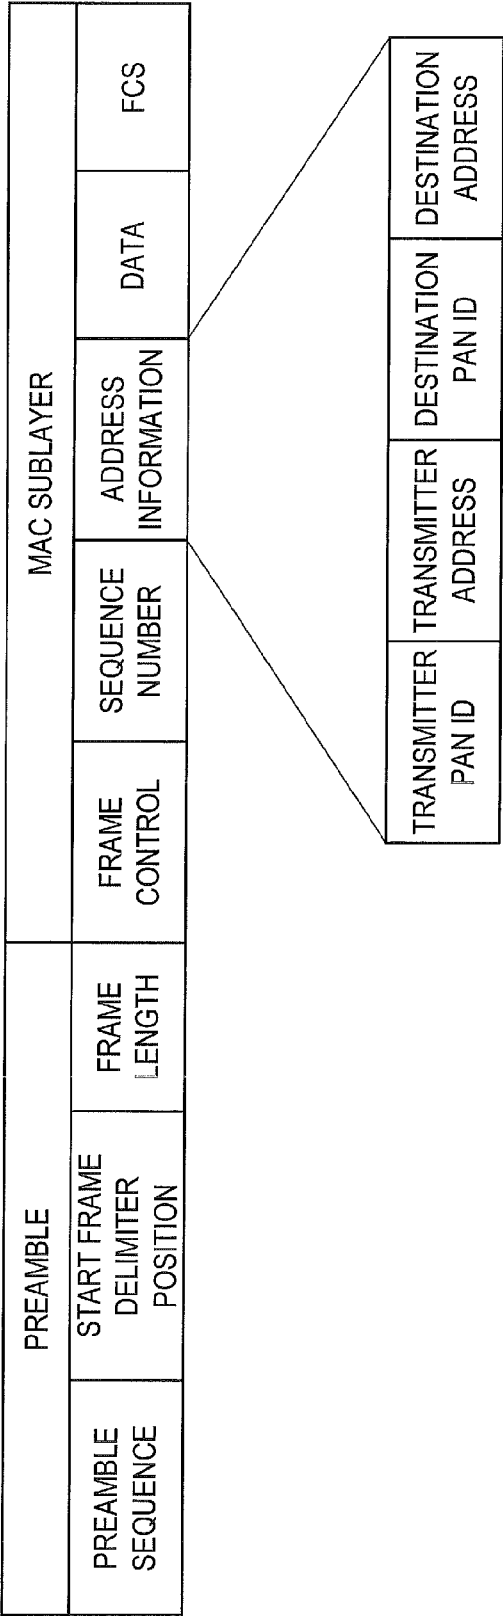 PREAMBLE
MAC SUBLAYER
PREAMBLE
SEQUENCE
START FRAME
DELIMITER
POSITION
FRAME
LENGTH
FRAME
CONTROL
SEQUENCE
NUMBER
ADDRESS
INFORMATION
DATA
FCS
TRANSMITTER
PAN ID
TRANSMITTER
ADDRESS
DESTINATION
PAN ID
DESTINATION
ADDRESS